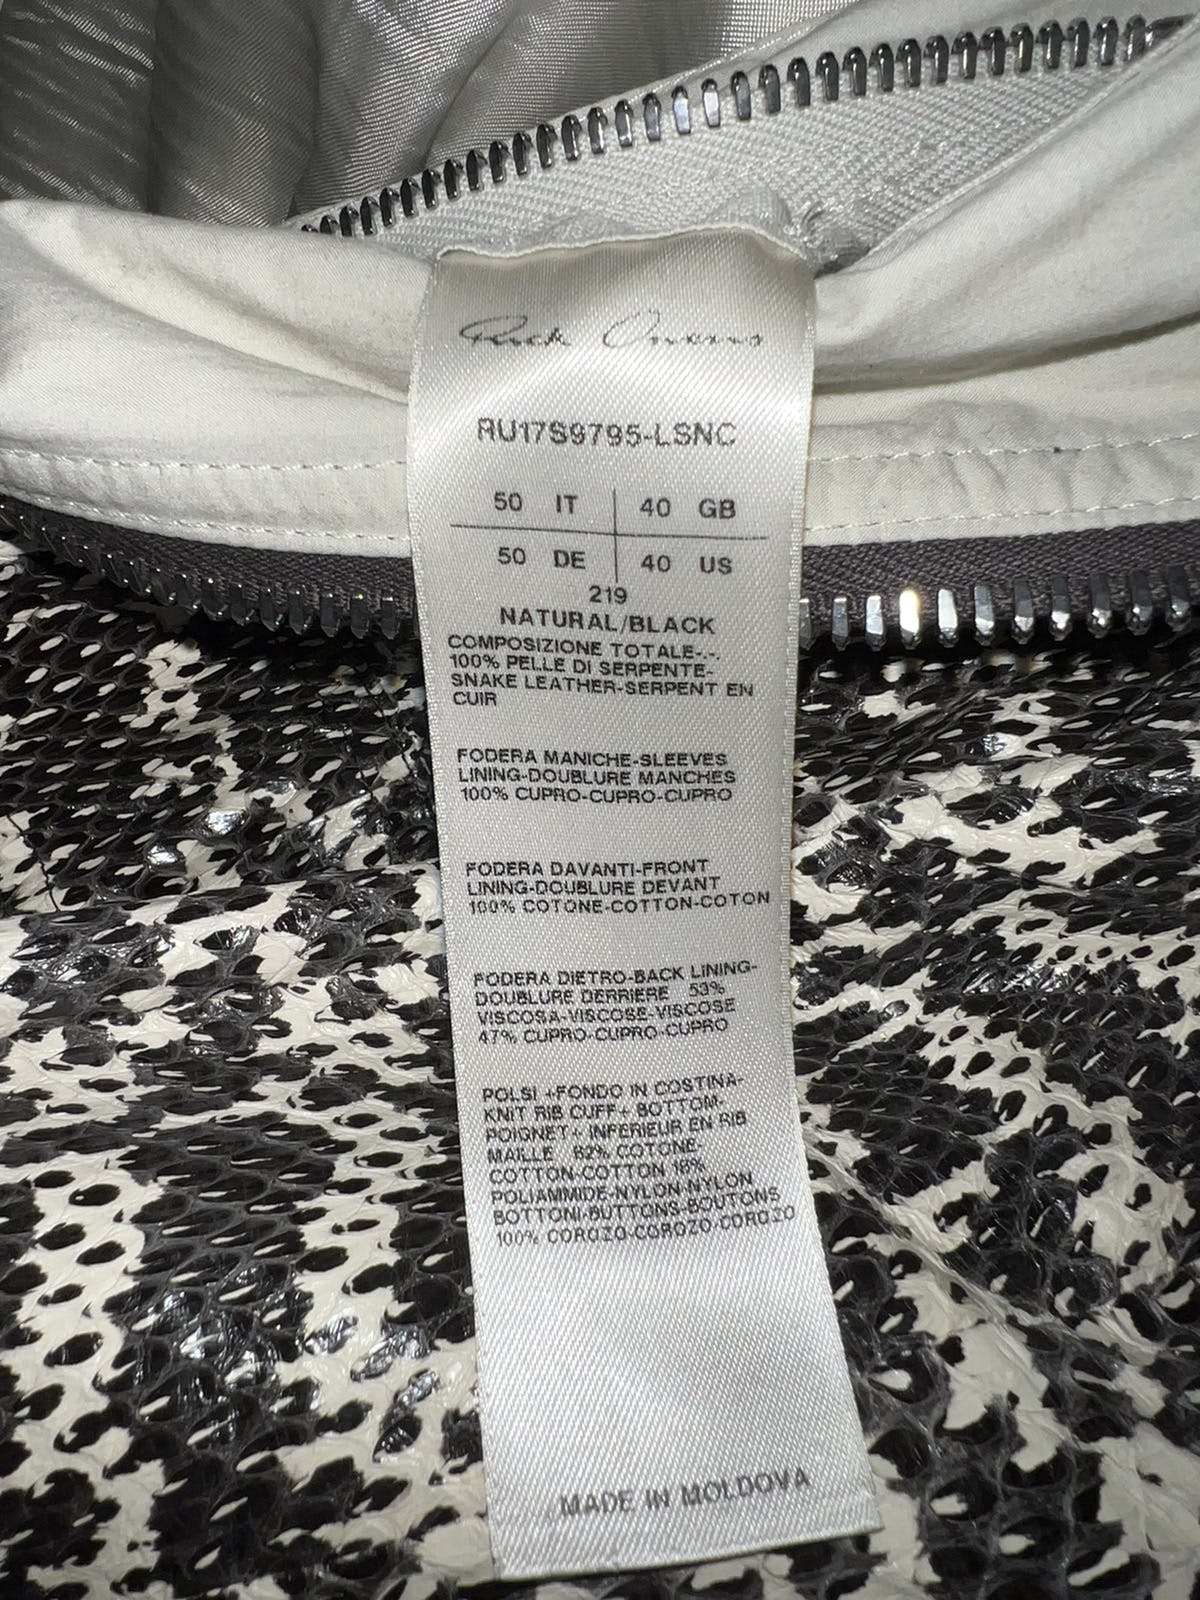 Rick Owens
RU17S9795-LSNC
50 IT 40 GB
50 DE 40 US
219
NATURAL/BLACK
COMPOSIZIONE TOTALE-.-.
100% PELLE DI SERPENTE-
SNAKE LEATHER-SERPENT EN
CUIR
FODERA MANICHE-SLEEVES
LINING-DOUBLURE MANCHES
100% CUPRO-CUPRO-CUPRO
FODERA DAVANTI-FRONT
LINING-DOUBLURE DEVANT
100% COTONE-COTTON-COTON
FODERA DIETRO-BACK LINING-
DOUBLURE DERRIERE 53%
VISCOSA-VISCOSE-VISCOSE
47% CUPRO-CUPRO-CUPRO
POLSI +FONDO IN COSTINA-
KNIT RIB CUFF+ BOTTOM-
POIGNET+ INFERIEUR EN RIB
MAILLE 82% COTONE-
COTTON-COTTON 18%
POLIAMMIDE-NYLON-NYLON
BOTTONI-BUTTONS-BOUTONS
100% COROZO-COROZO-COROZO
MADE IN MOLDOVA